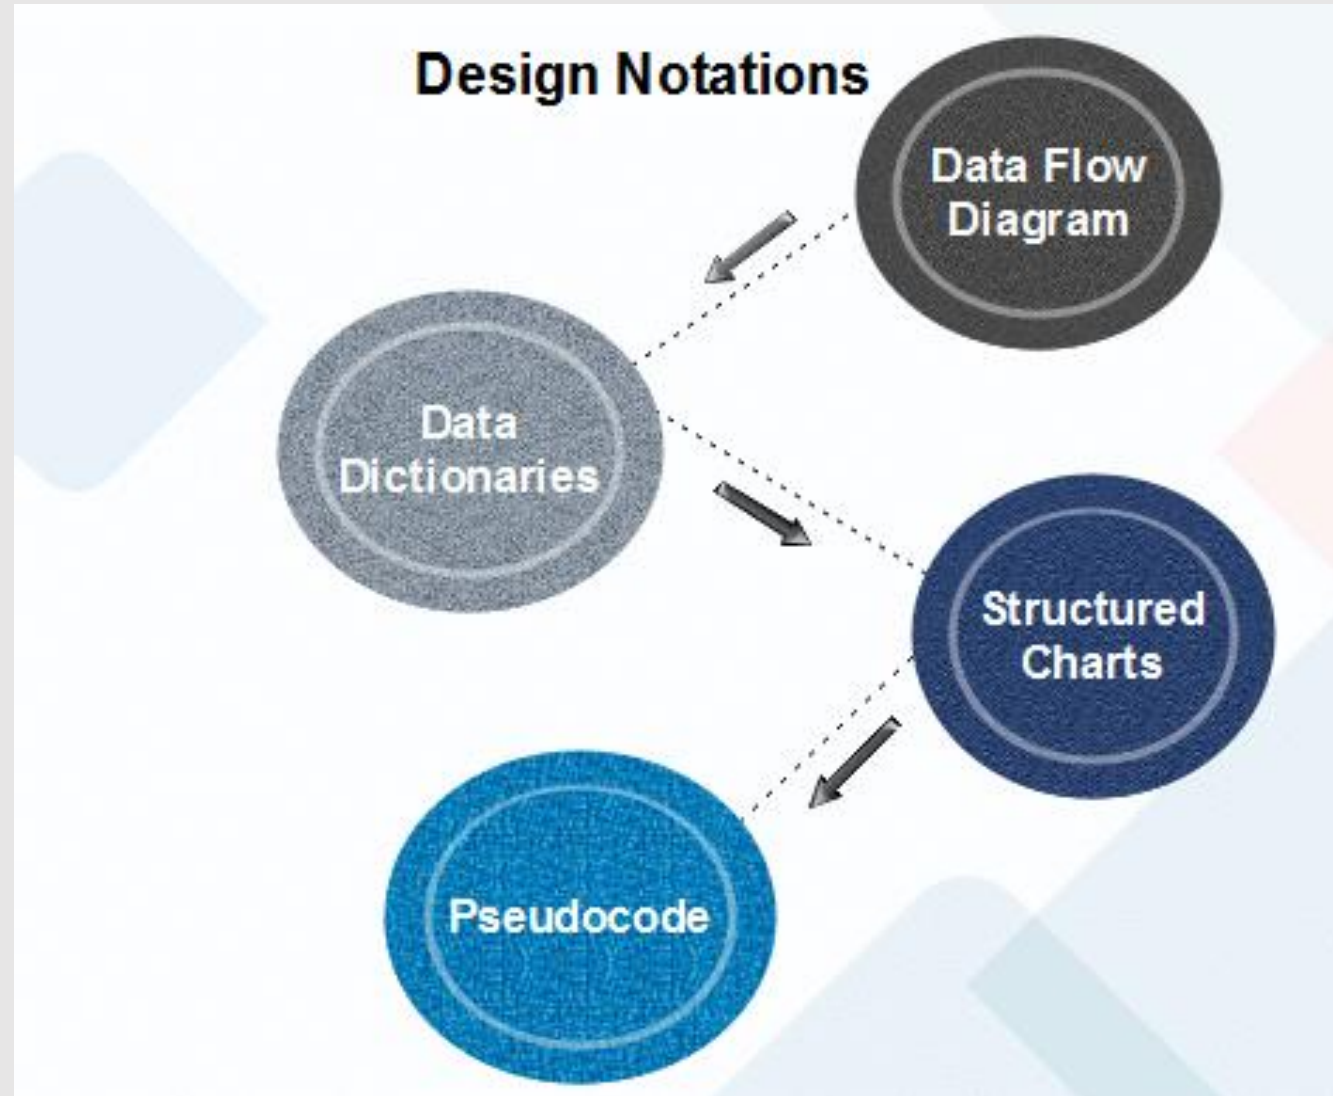 Design Notations
Data Flow
Diagram
Data
Dictionaries
Structured
Charts
Pseudocode